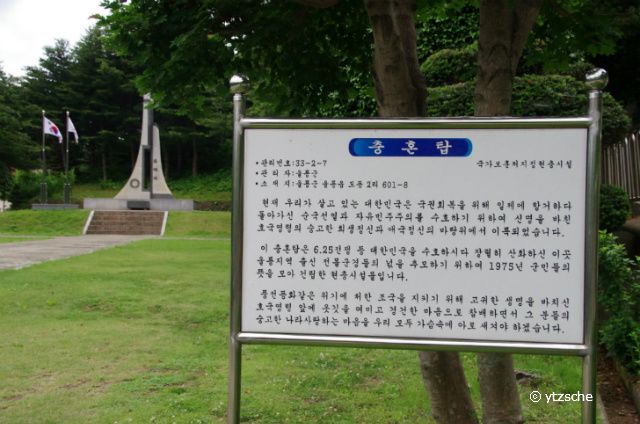 충혼탑
• 관리번호:33-2-7
국가보훈처지정현충시설
• 관 리 자:울릉군
• 소 재 지:울릉군 울릉읍 도동 2리 601-8
현재 우리가 살고 있는 대한민국은 국권회복을 위해 일제에 항거하다
돌아가신 순국선열과 자유민주주의를 수호하기 위하여 신명을 바친
호국영령의 숭고한 희생정신과 애국정신의 바탕위에서 이룩되었습니다.
이 충혼탑은 6.25전쟁 등 대한민국을 수호하시다 장렬히 산화하신 이곳
울릉지역 출신 전몰군경들의 넋을 추모하기 위하여 1975년 군민들의
뜻을 모아 건립한 현충시설물입니다.
풍전등화같은 위기에 처한 조국을 지키기 위해 고귀한 생명을 바치신
호국영령 앞에 옷깃을 여미고 경건한 마음으로 참배하면서 그 분들의
숭고한 나라사랑하는 마음을 우리 모두 가슴속에 아로 새겨야 하겠습니다.
© ytzsche